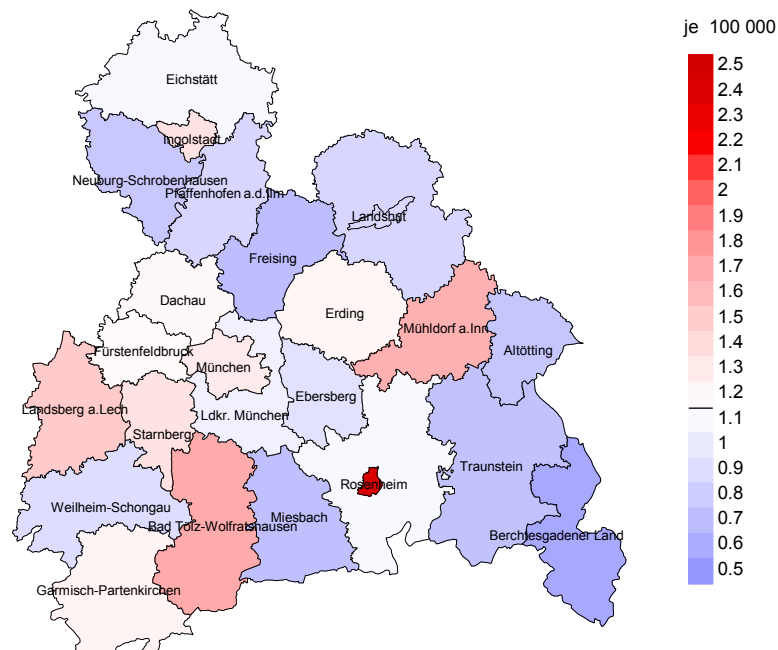 je 100 000
2.5
2.4
2.3
2.2
2.1
2
1.9
1.8
1.7
1.6
1.5
1.4
1.3
1.2
1.1
1
0.9
0.8
0.7
0.6
0.5
Eichstätt
Ingolstadt
Neuburg-Schrobenhausen
Pfaffenhofen a.d.Ilm
Landshst
Freising
Dachau
Erding
Mühldorf a.Inn
Fürstenfeldbruck
München
Altötting
Ebersberg
Landsberg a.Lech
Ldkr. München
Starnberg
Traunstein
Rosenheim
Weilheim-Schongau
Miesbach
Bad Tölz-Wolfratshausen
Berchtesgadener Land
Garmisch-Partenkirchen